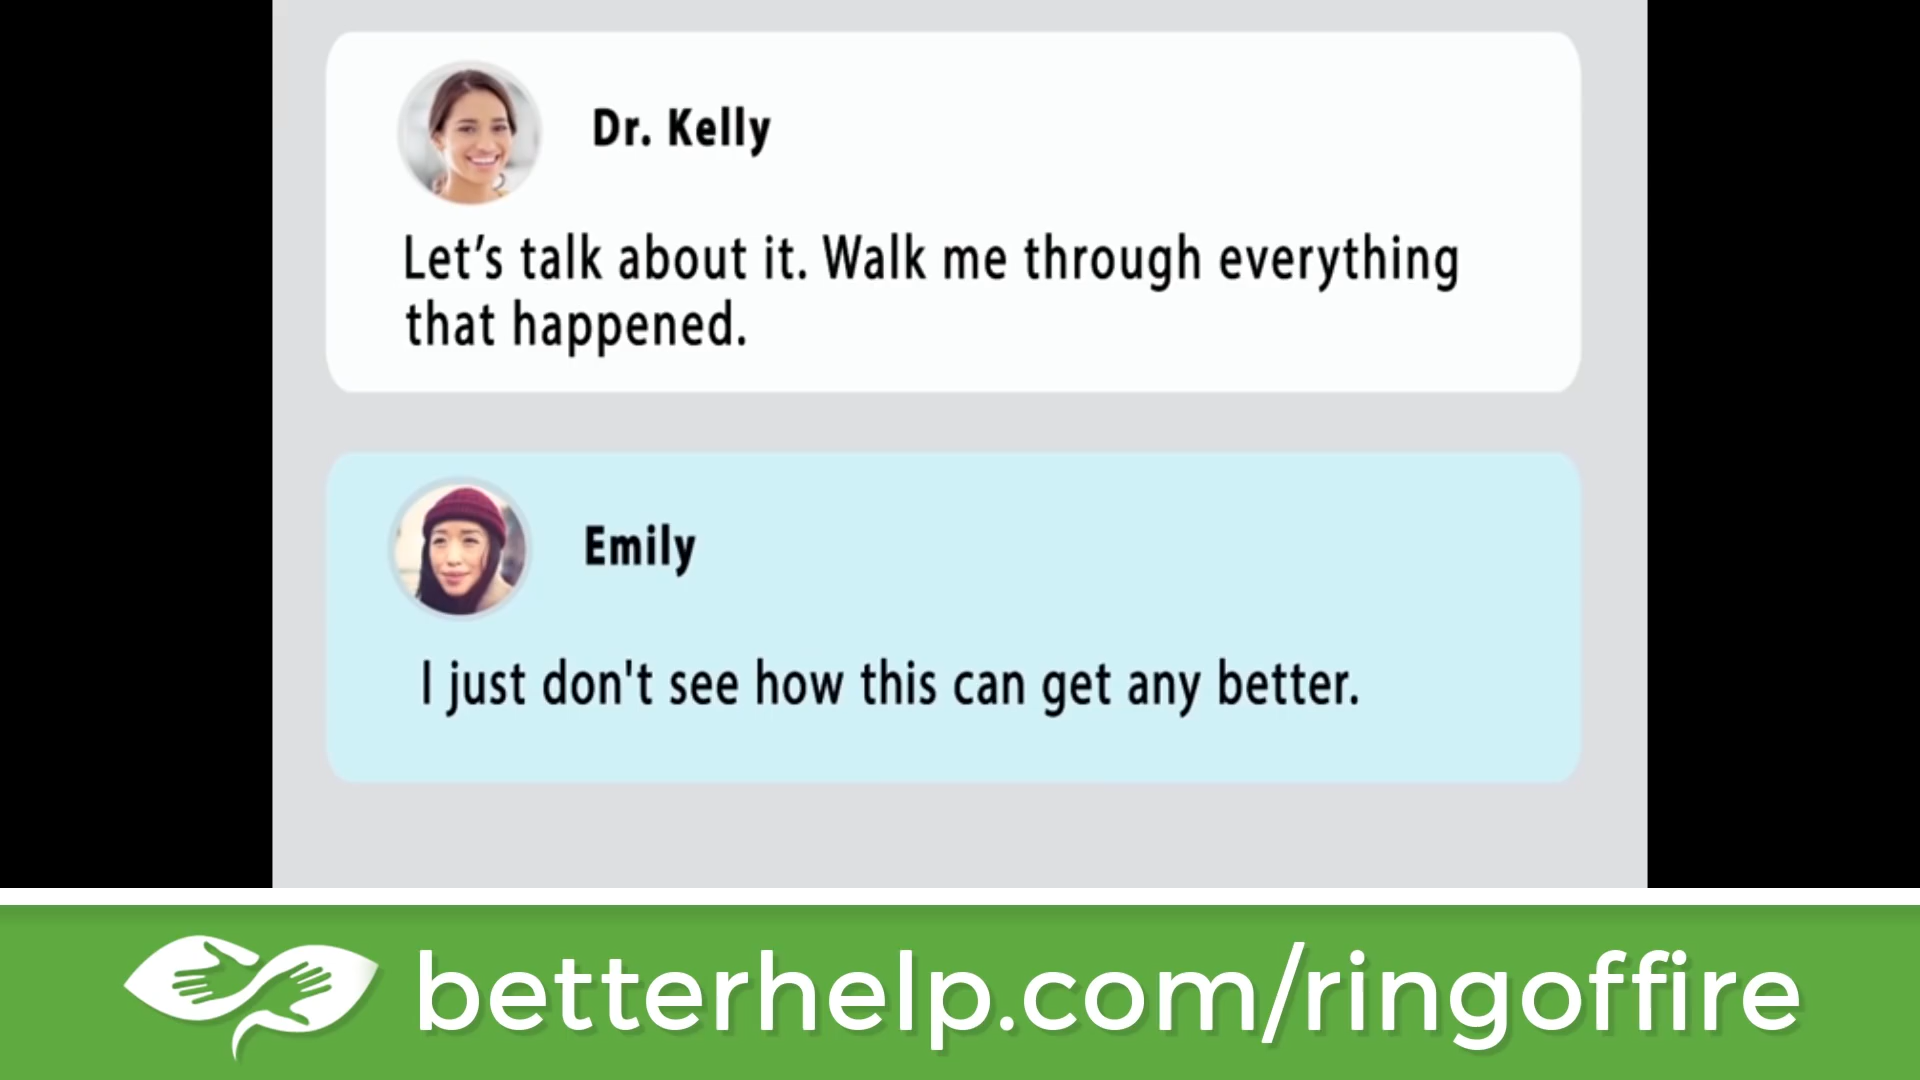 Dr. Kelly
Let’s talk about it. Walk me through everything
that happened.
Emily
I just don't see how this can get any better.
betterhelp.com/ringoffire